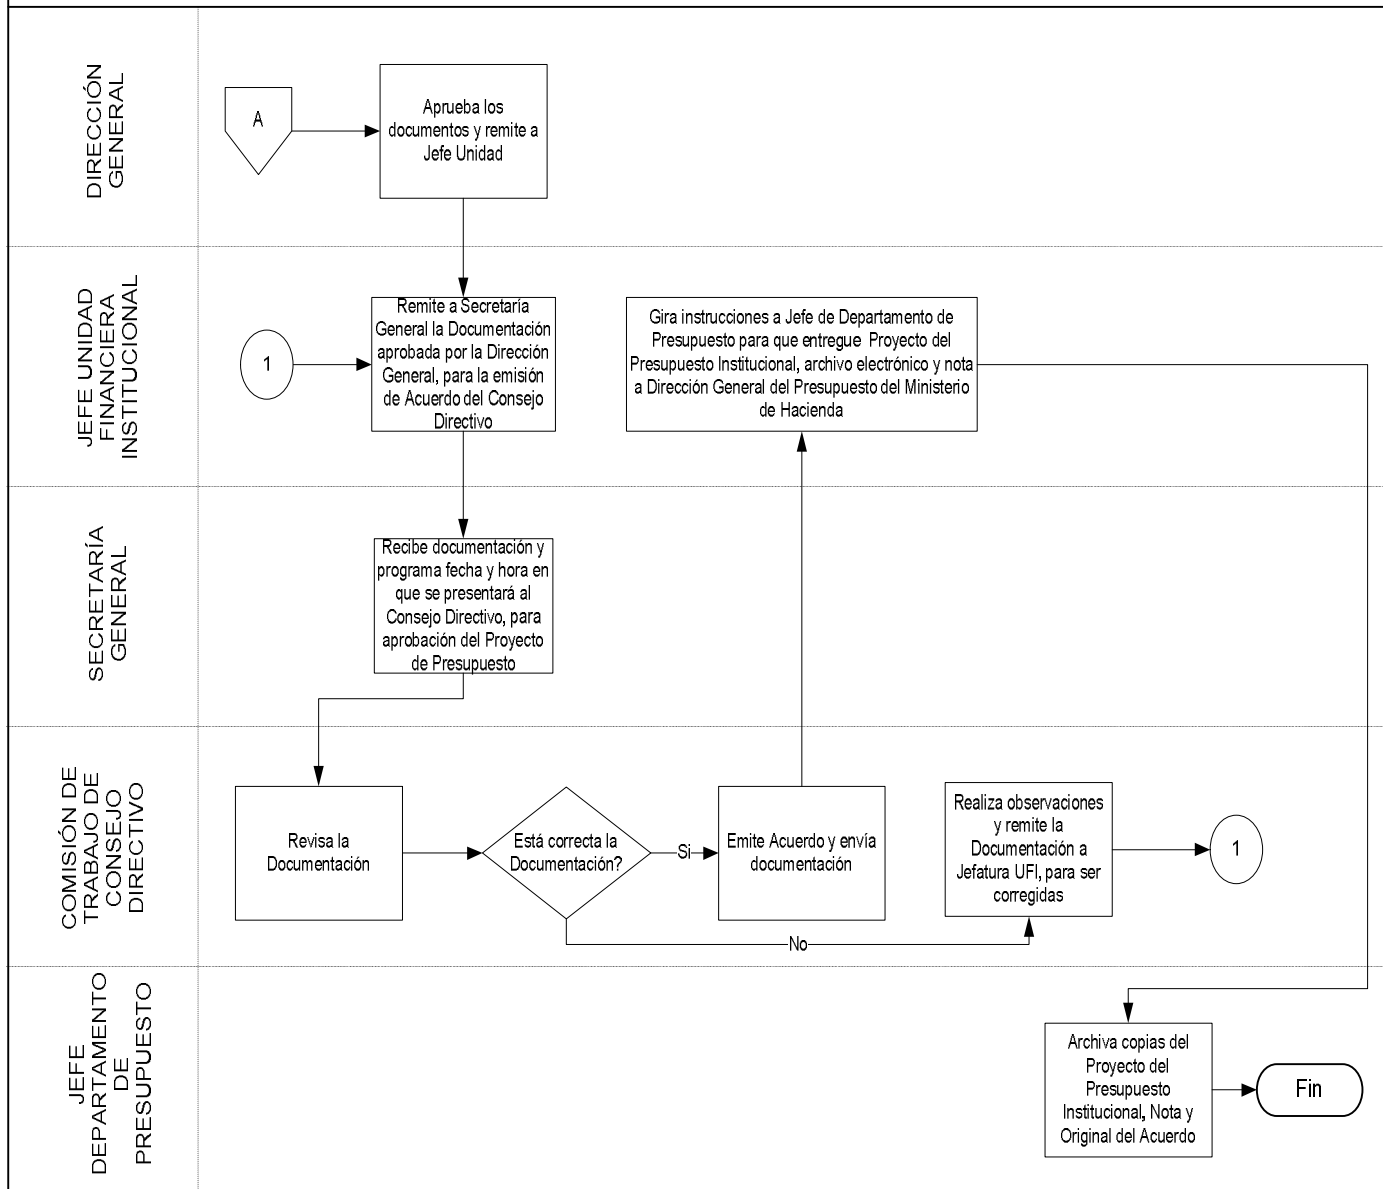 DIRECCIÓN
GENERAL
A
Aprueba los
documentos y remite a
Jefe Unidad
JEFE UNIDAD
FINANCIERA
INSTITUCIONAL
1
Remite a Secretaría
General la Documentación
aprobada por la Dirección
General, para la emisión
de Acuerdo del Consejo
Directivo
Gira instrucciones a Jefe de Departamento de
Presupuesto para que entregue Proyecto del
Presupuesto Institucional, archivo electrónico y nota
a Dirección General del Presupuesto del Ministerio
de Hacienda
SECRETARÍA
GENERAL
Recibe documentación y
programa fecha y hora en
que se presentará al
Consejo Directivo, para
aprobación del Proyecto
de Presupuesto
COMISIÓN DE
TRABAJO DE
CONSEJO
DIRECTIVO
Revisa la
Documentación
Está correcta la
Documentación?
Si
Emite Acuerdo y envía
documentación
No
Realiza observaciones
y remite la
Documentación a
Jefatura UFI, para ser
corregidas
1
JEFE
DEPARTAMENTO
DE
PRESUPUESTO
Archiva copias del
Proyecto del
Presupuesto
Institucional, Nota y
Original del Acuerdo
Fin